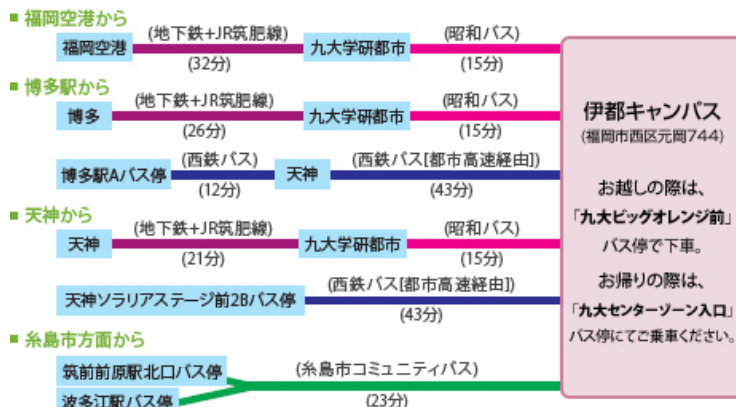 ■ 福岡空港から
福岡空港 (地下鉄+JR筑肥線) (32分) 九大学研都市 (昭和バス) (15分)
■ 博多駅から
博多 (地下鉄+JR筑肥線) (26分) 九大学研都市 (昭和バス) (15分)
博多駅Aバス停 (西鉄バス) (12分) 天神 (西鉄バス[都市高速経由]) (43分)
■ 天神から
天神 (地下鉄+JR筑肥線) (21分) 九大学研都市 (昭和バス) (15分)
天神ソラリアステージ前2Bバス停 (西鉄バス[都市高速経由]) (43分)
■ 糸島市方面から
筑前前原駅北口バス停 (糸島市コミュニティバス)
波多江駅バス停 (23分)
伊都キャンパス
(福岡市西区元岡744)
お越しの際は、
「九大ビッグオレンジ前」
バス停で下車。
お帰りの際は、
「九大センターゾーン入口」
バス停にてご乗車ください。